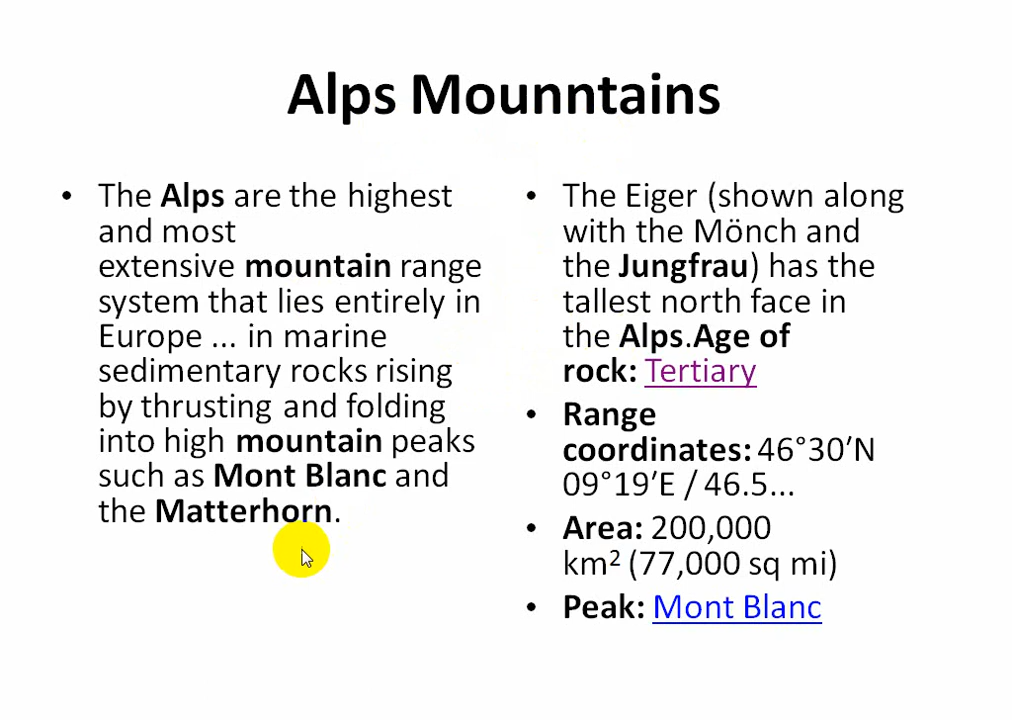 Alps Mounntains
• The Alps are the highest
and most
extensive mountain range
system that lies entirely in
Europe ... in marine
sedimentary rocks rising
by thrusting and folding
into high mountain peaks
such as Mont Blanc and
the Matterhorn.
• The Eiger (shown along
with the Mönch and
the Jungfrau) has the
tallest north face in
the Alps.Age of
rock: Tertiary
• Range
coordinates: 46°30′N
09°19′E / 46.5...
• Area: 200,000
km² (77,000 sq mi)
• Peak: Mont Blanc